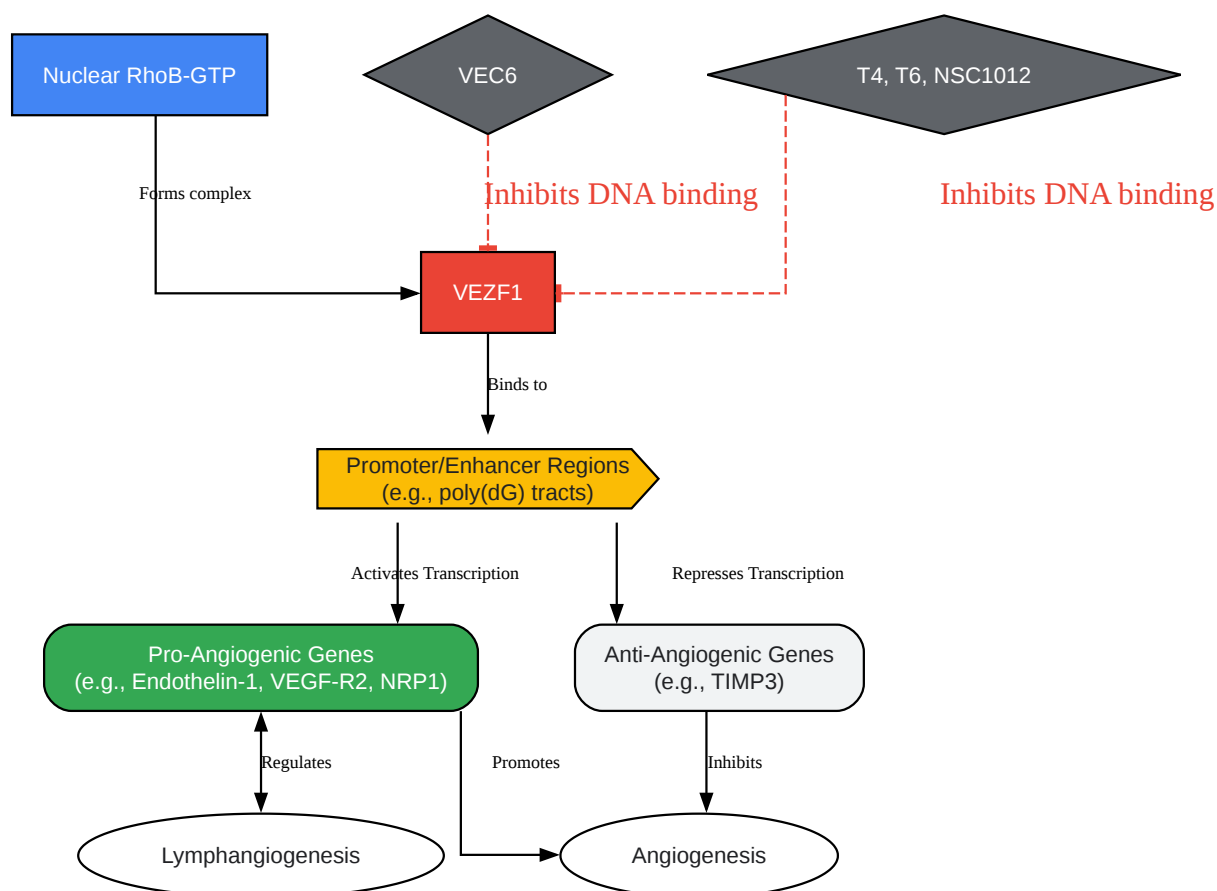 Nuclear RhoB-GTP
VEC6
T4, T6, NSC1012
Forms complex
Inhibits DNA binding
Inhibits DNA binding
VEZF1
Binds to
Promoter/Enhancer Regions
(e.g., poly(dG) tracts)
Activates Transcription
Represses Transcription
Pro-Angiogenic Genes
(e.g., Endothelin-1, VEGF-R2, NRP1)
Anti-Angiogenic Genes
(e.g., TIMP3)
Regulates
Promotes
Inhibits
Lymphangiogenesis
Angiogenesis